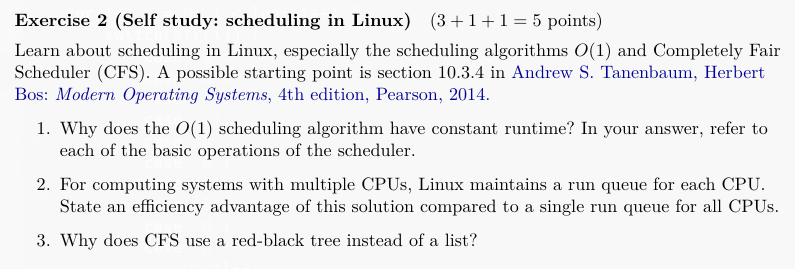 Exercise 2 (Self study: scheduling in Linux) (3 + 1 + 1 = 5 points)
Learn about scheduling in Linux, especially the scheduling algorithms O(1) and Completely Fair
Scheduler (CFS). A possible starting point is section 10.3.4 in Andrew S. Tanenbaum, Herbert
Bos: Modern Operating Systems, 4th edition, Pearson, 2014.
1. Why does the O(1) scheduling algorithm have constant runtime? In your answer, refer to
each of the basic operations of the scheduler.
2. For computing systems with multiple CPUs, Linux maintains a run queue for each CPU.
State an efficiency advantage of this solution compared to a single run queue for all CPUs.
3. Why does CFS use a red-black tree instead of a list?